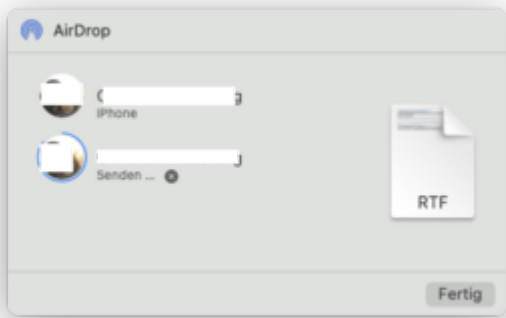 AirDrop
iPhone
Senden ...
RTF
Fertig